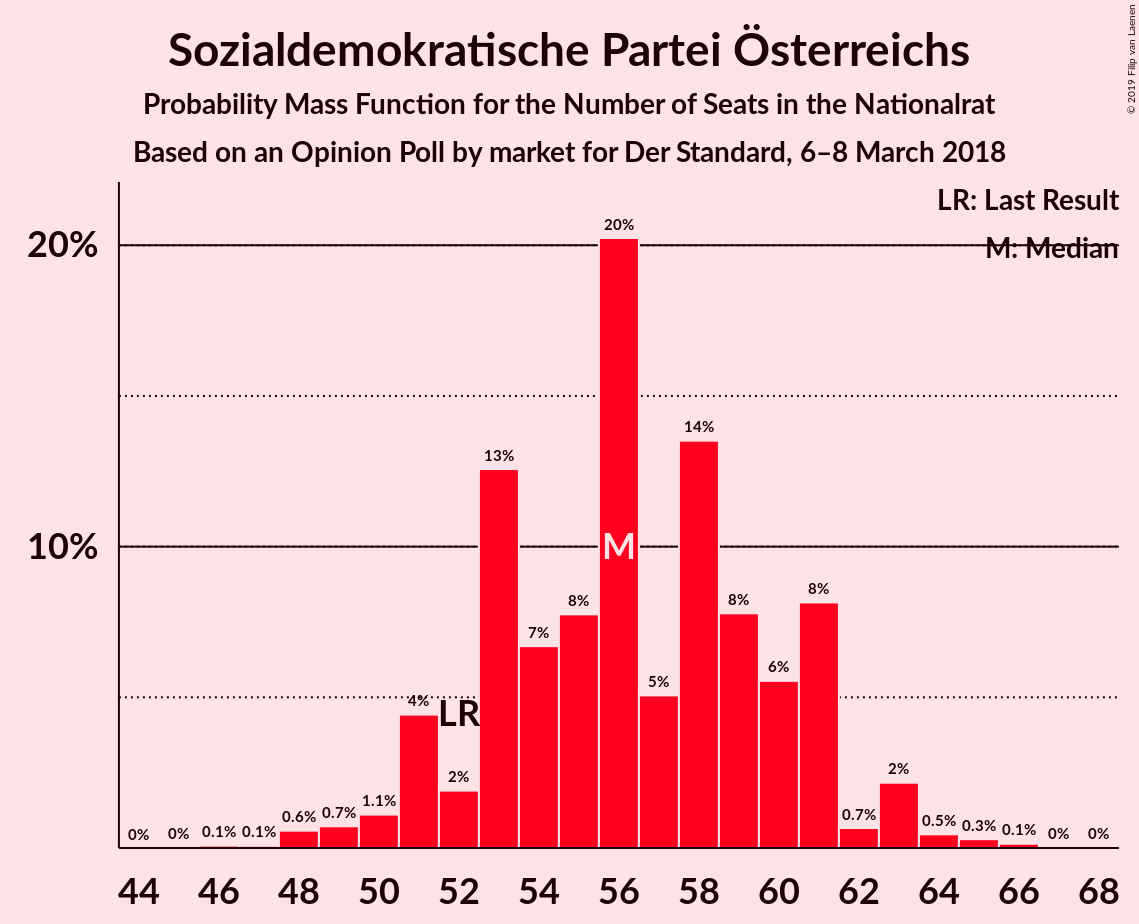 Sozialdemokratische Partei Österreichs
Probability Mass Function for the Number of Seats in the Nationalrat
Based on an Opinion Poll by market for Der Standard, 6–8 March 2018
© 2019 Filip van Laenen
LR: Last Result
M: Median
20%
10%
0% 0% 0.1% 0.1% 0.6% 0.7% 1.1% 4% 2% 13% 7% 8% 20% 5% 14% 8% 6% 8% 0.7% 2% 0.5% 0.3% 0.1% 0% 0%
LR
M
44 46 48 50 52 54 56 58 60 62 64 66 68